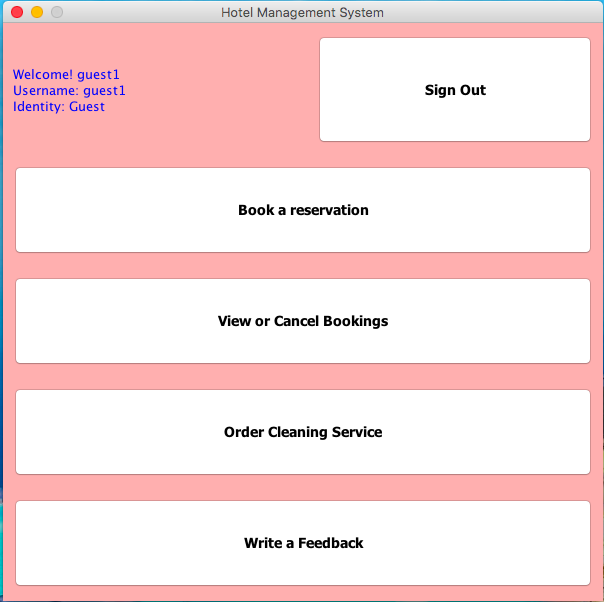 Hotel Management System
Welcome! guest1
Username: guest1
Identity: Guest
Sign Out
Book a reservation
View or Cancel Bookings
Order Cleaning Service
Write a Feedback